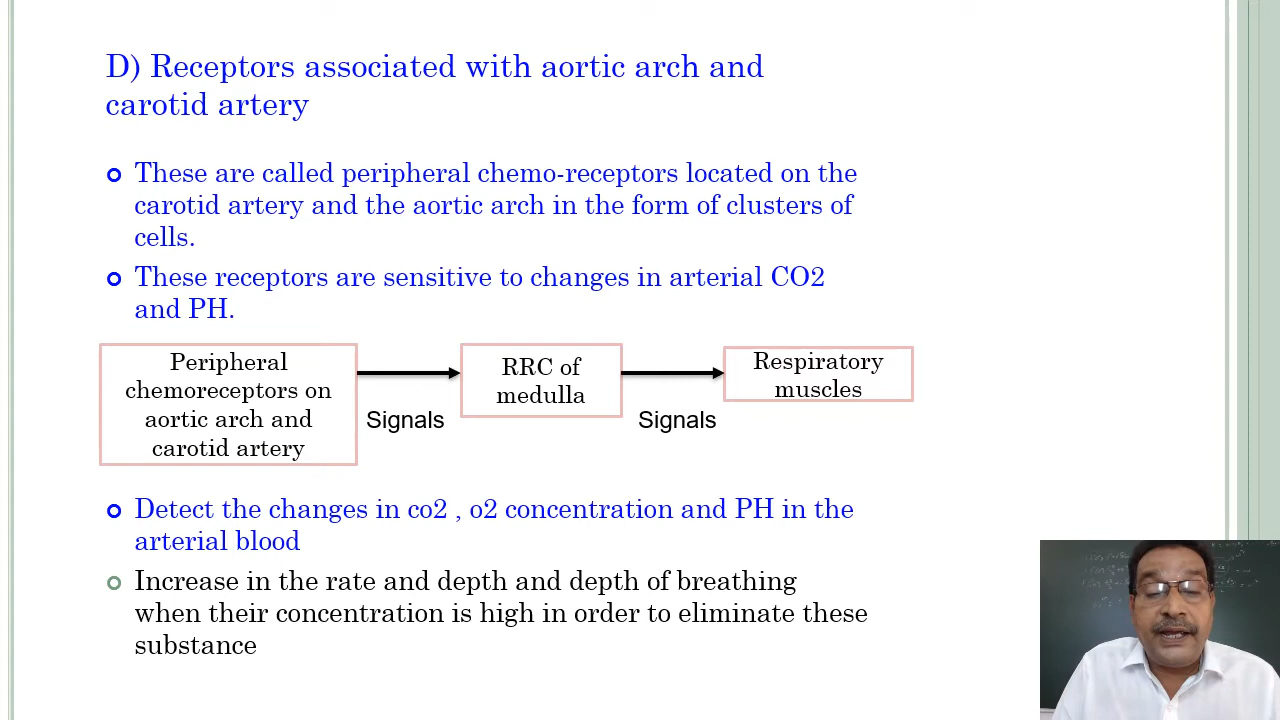 D) Receptors associated with aortic arch and
carotid artery
These are called peripheral chemo-receptors located on the
carotid artery and the aortic arch in the form of clusters of
cells.
These receptors are sensitive to changes in arterial CO2
and PH.
Peripheral
chemoreceptors on
aortic arch and
carotid artery
Signals
RRC of
medulla
Signals
Respiratory
muscles
Detect the changes in co2 , o2 concentration and PH in the
arterial blood
Increase in the rate and depth and depth of breathing
when their concentration is high in order to eliminate these
substance